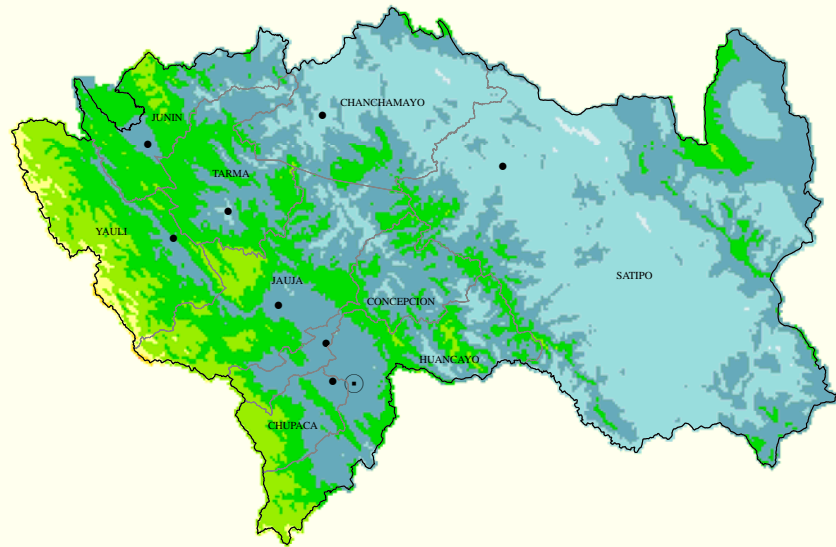 CHANCHAMAYO
JUNIN
TARMA
YAULI
SATIPO
JAUJA
CONCEPCION
HUANCAYO
CHUPACA